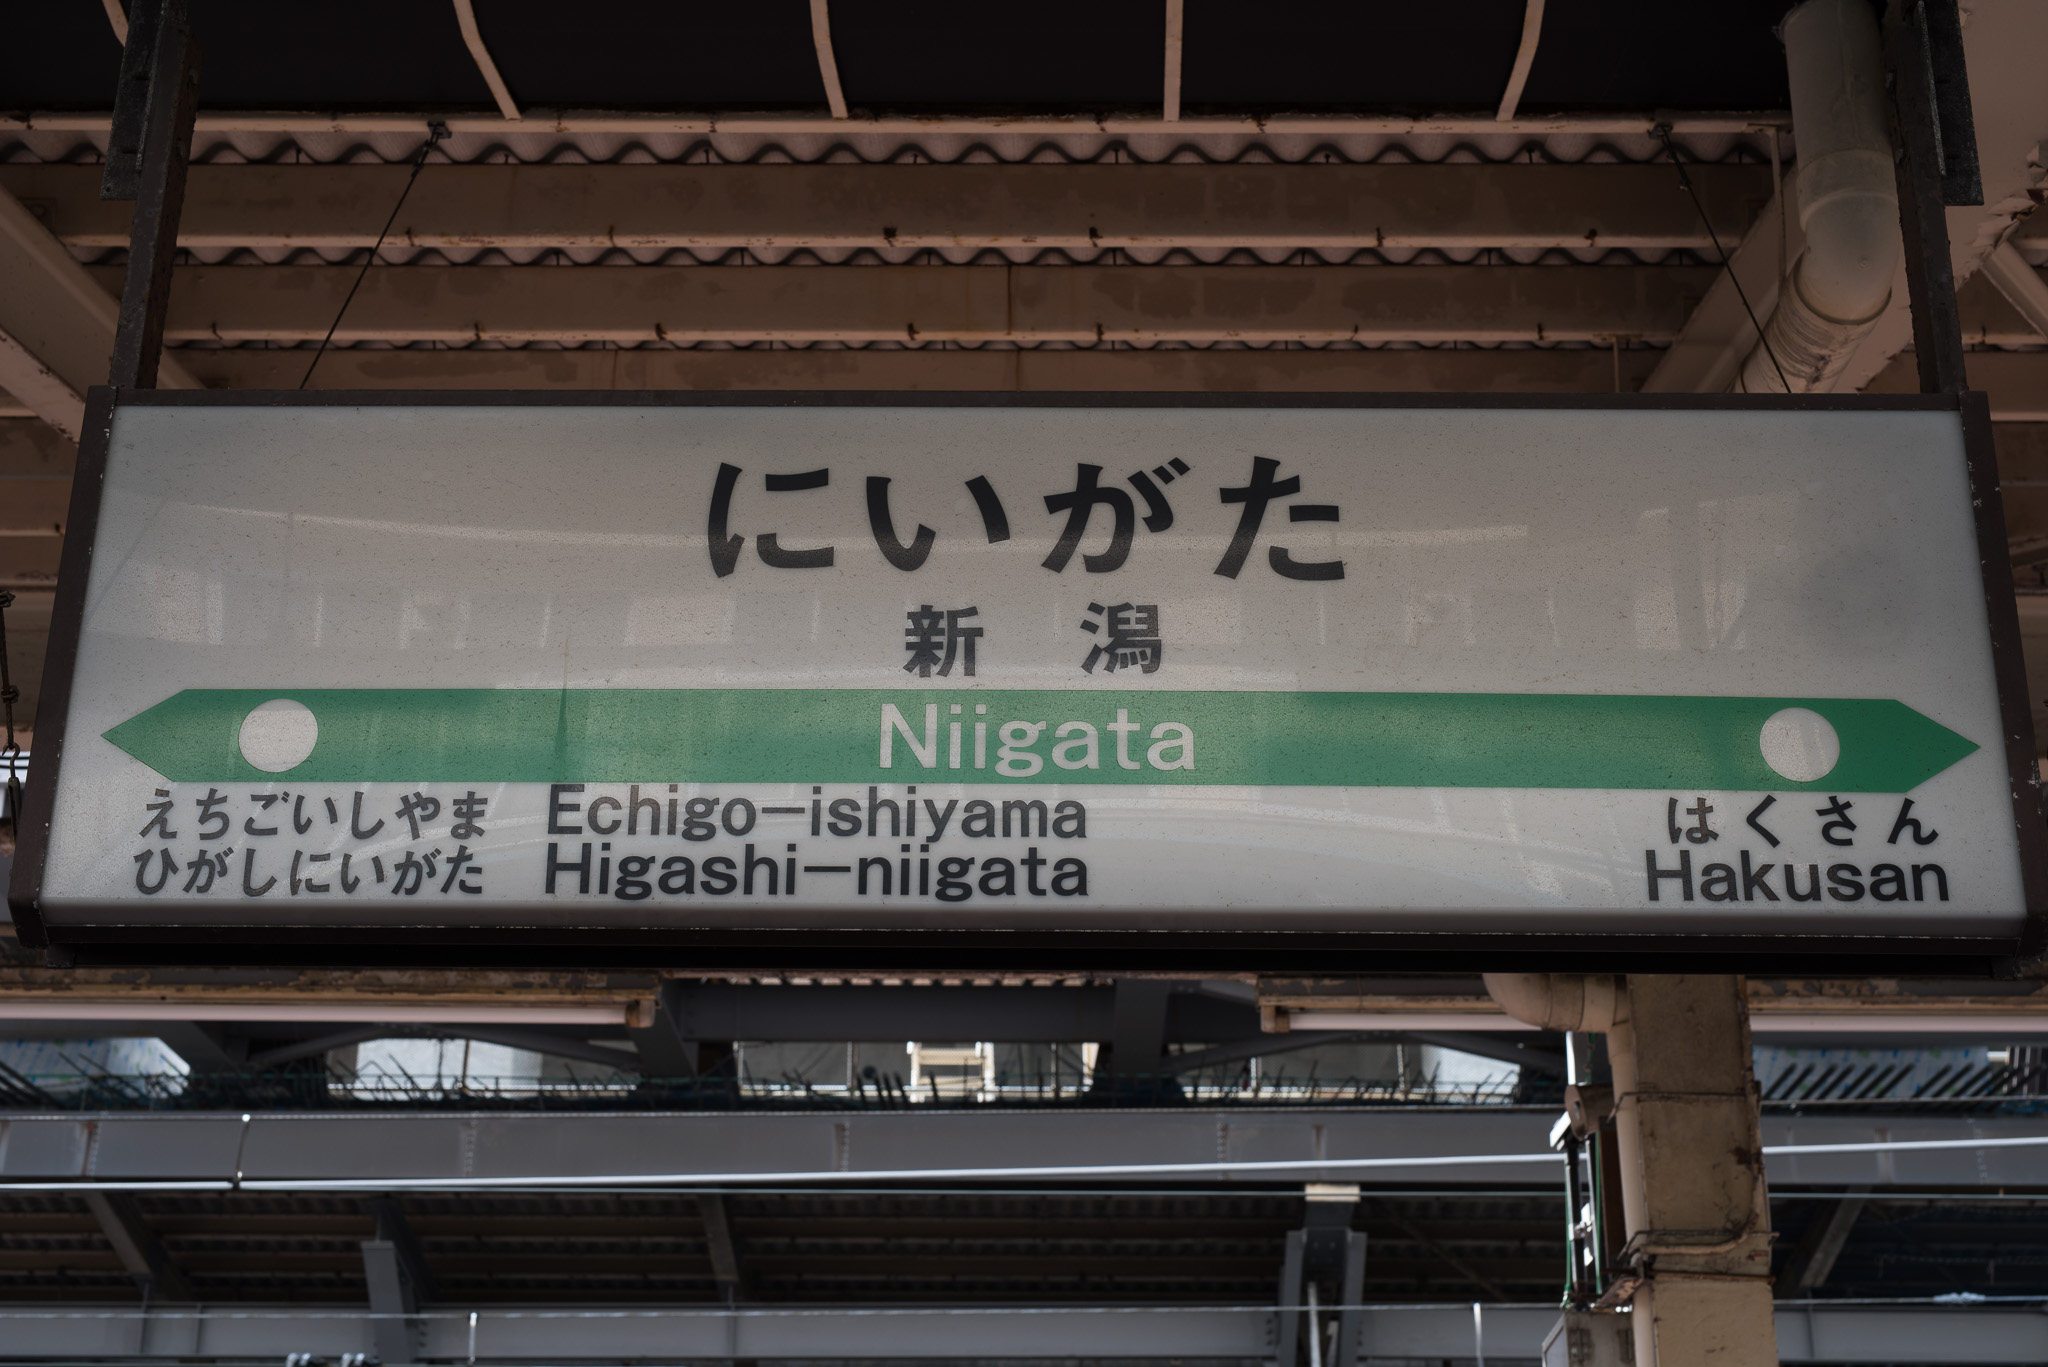 にいがた
新潟
Niigata
えちごいしやま Echigo-ishiyama
ひがしにいがた Higashi-niigata
はくさん
Hakusan